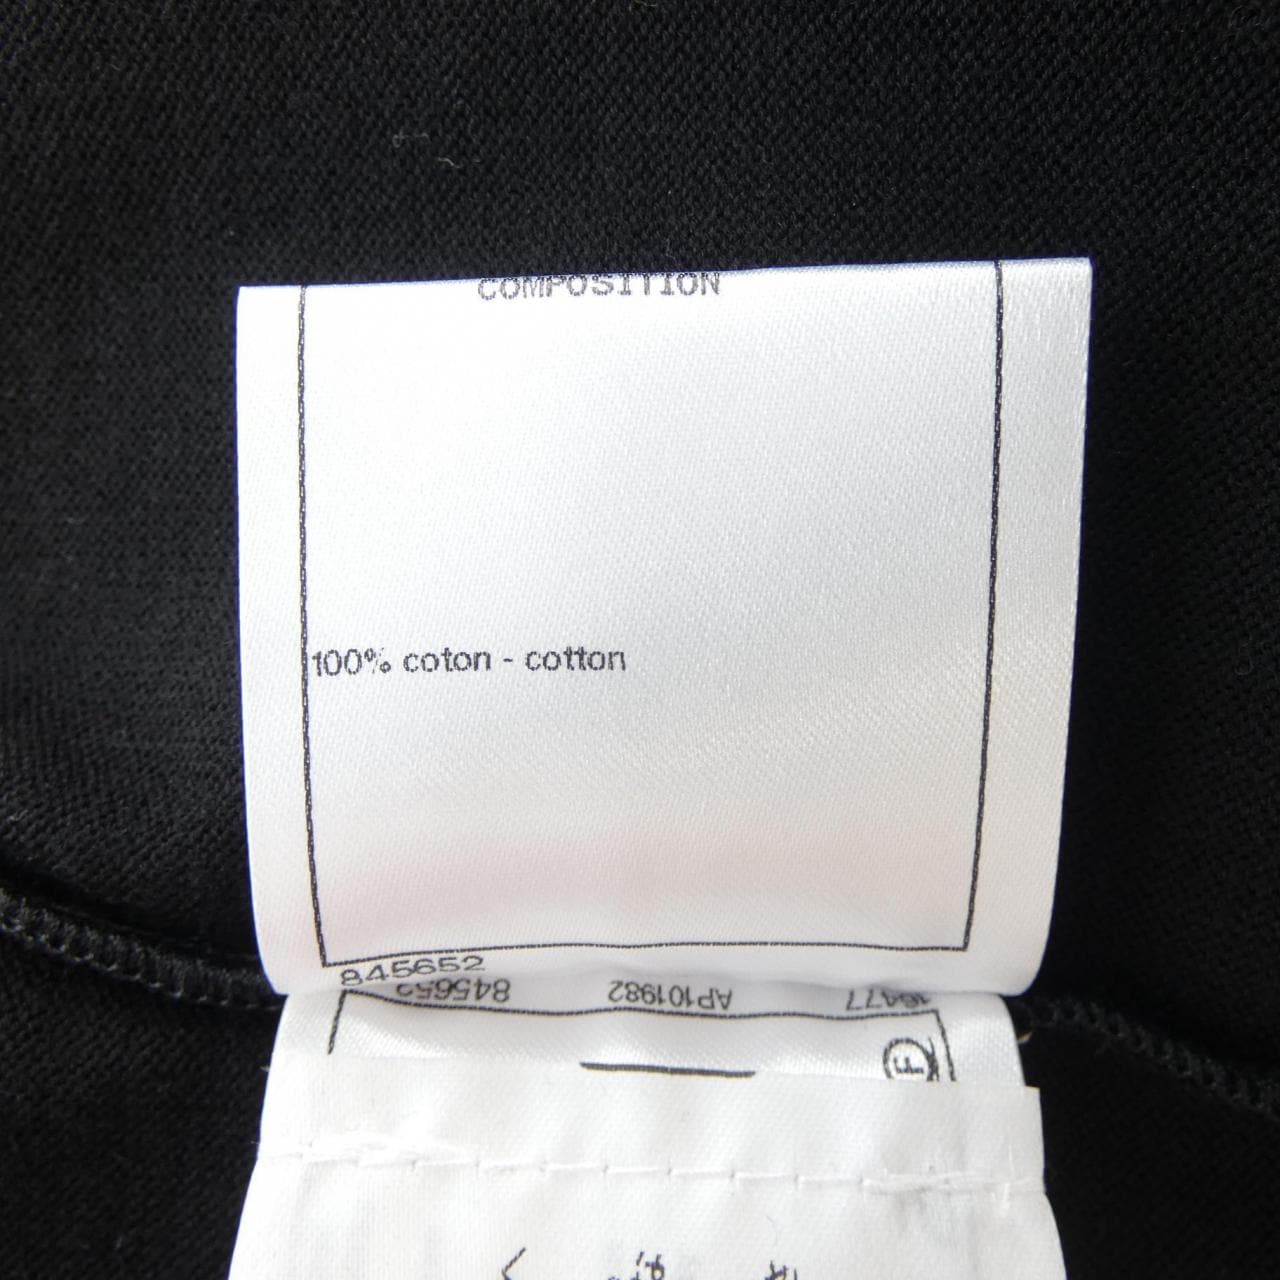 COMPOSITION
100% coton - cotton
845652
845652 AP101982 16477
F